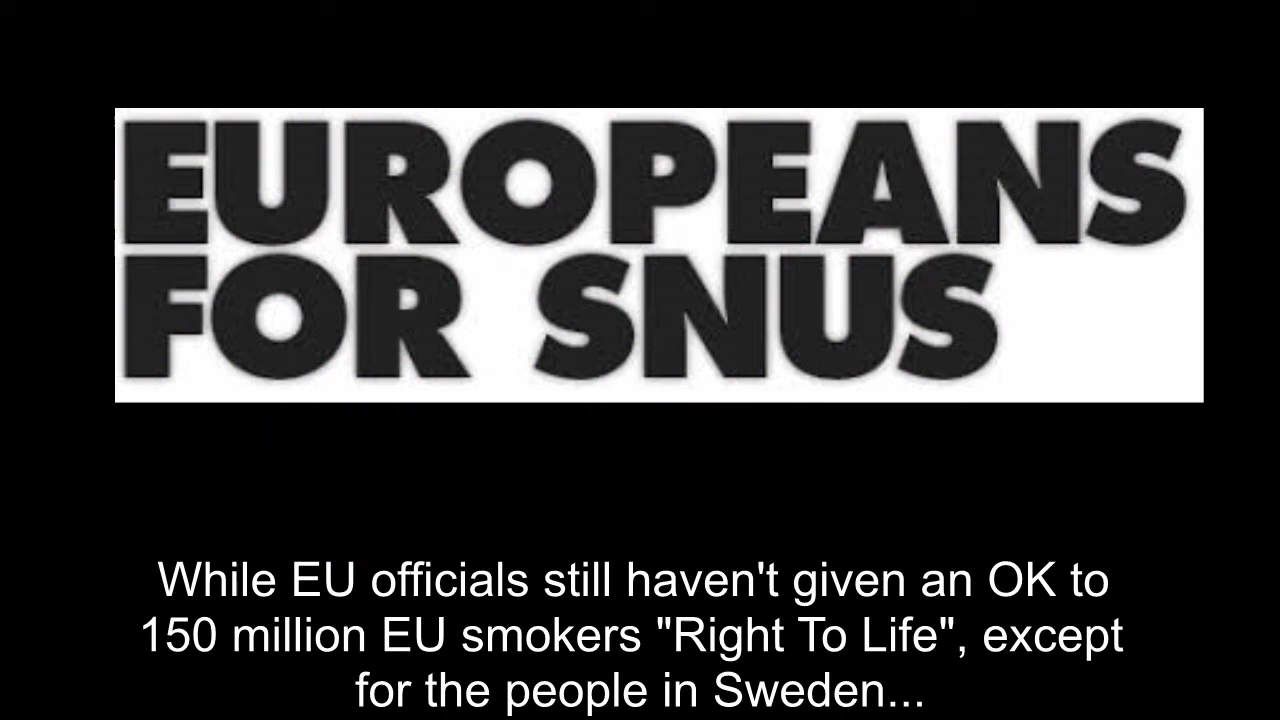 EUROPEANS
FOR SNUS
While EU officials still haven't given an OK to
150 million EU smokers "Right To Life", except
for the people in Sweden...